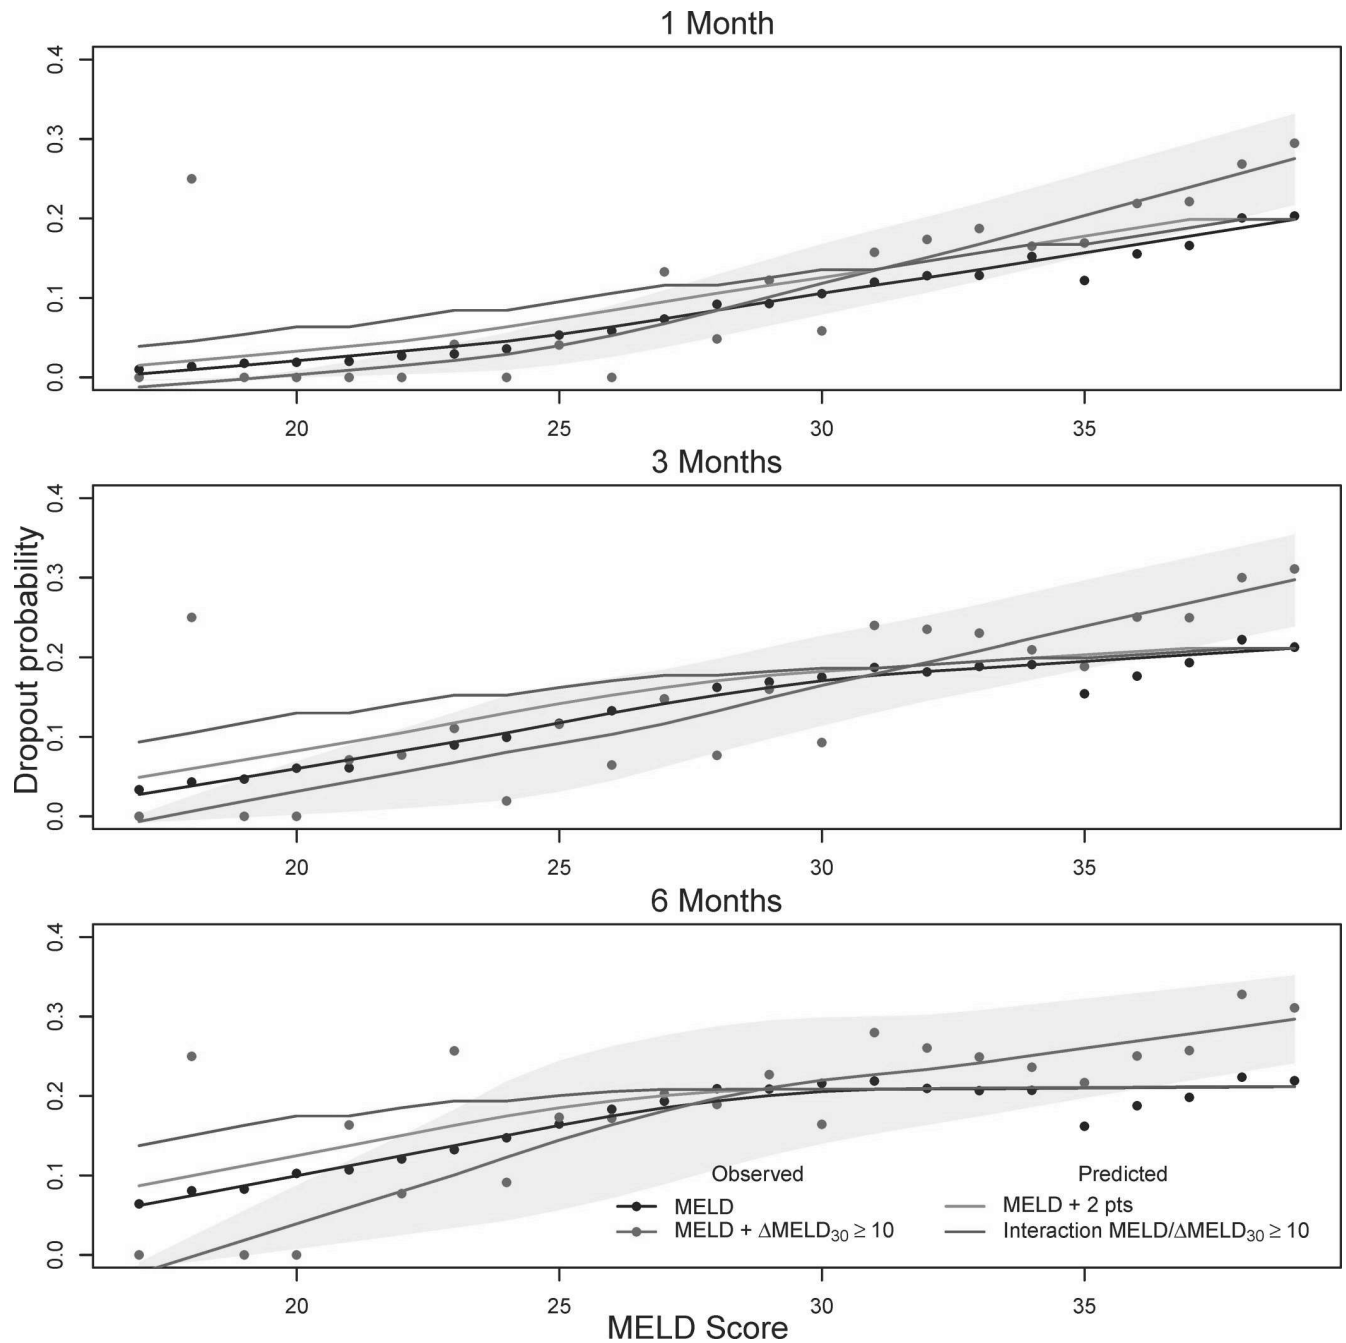 1 Month
0.4
0.3
0.2
0.1
0.0
20 25 30 35
3 Months
0.4
0.3
0.2
0.1
0.0
20 25 30 35
Dropout probability
6 Months
0.4
0.3
0.2
0.1
0.0
Observed Predicted
MELD MELD + 2 pts
MELD + ΔMELD₃₀ ≥ 10 Interaction MELD/ΔMELD₃₀ ≥ 10
20 25 30 35
MELD Score